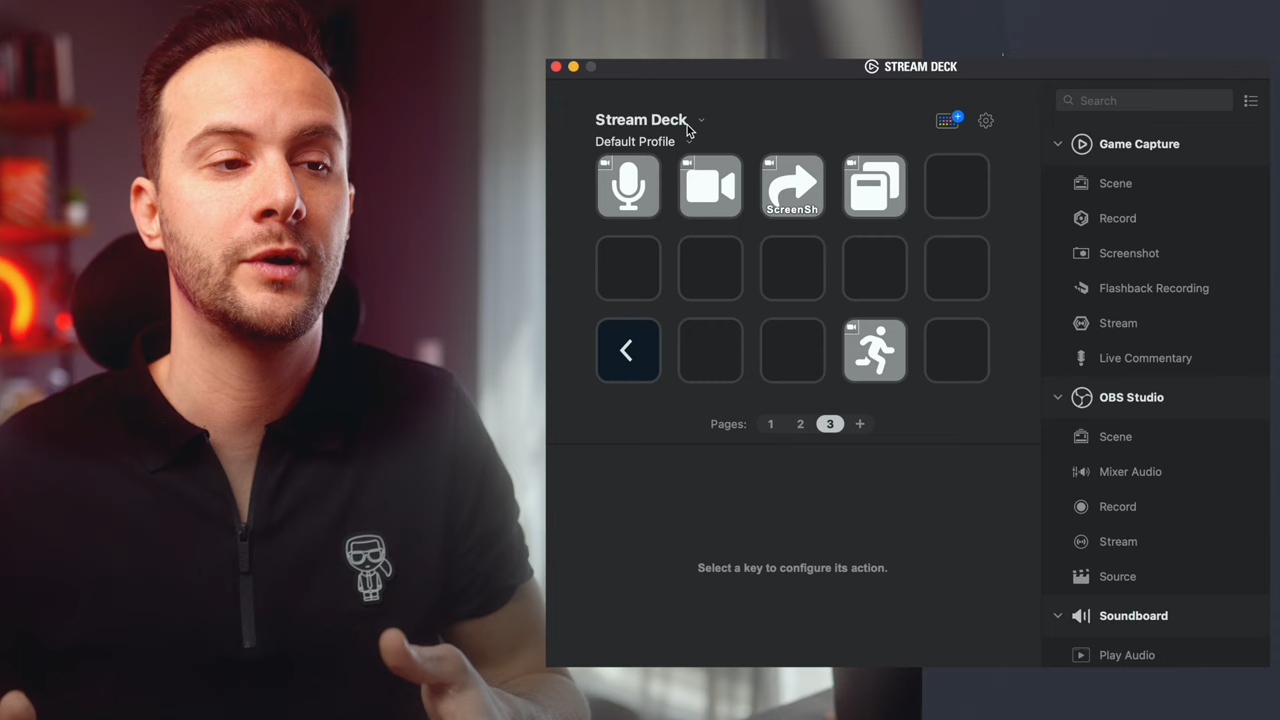 STREAM DECK
Stream Deck
Default Profile
ScreenSh
Pages: 1 2 3 +
Select a key to configure its action.
Search
Game Capture
Scene
Record
Screenshot
Flashback Recording
Stream
Live Commentary
OBS Studio
Scene
Mixer Audio
Record
Stream
Source
Soundboard
Play Audio